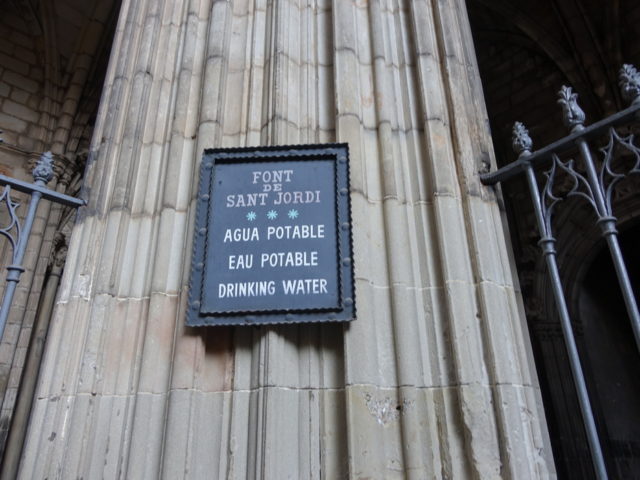 FONT
DE
SANT JORDI
AGUA POTABLE
EAU POTABLE
DRINKING WATER